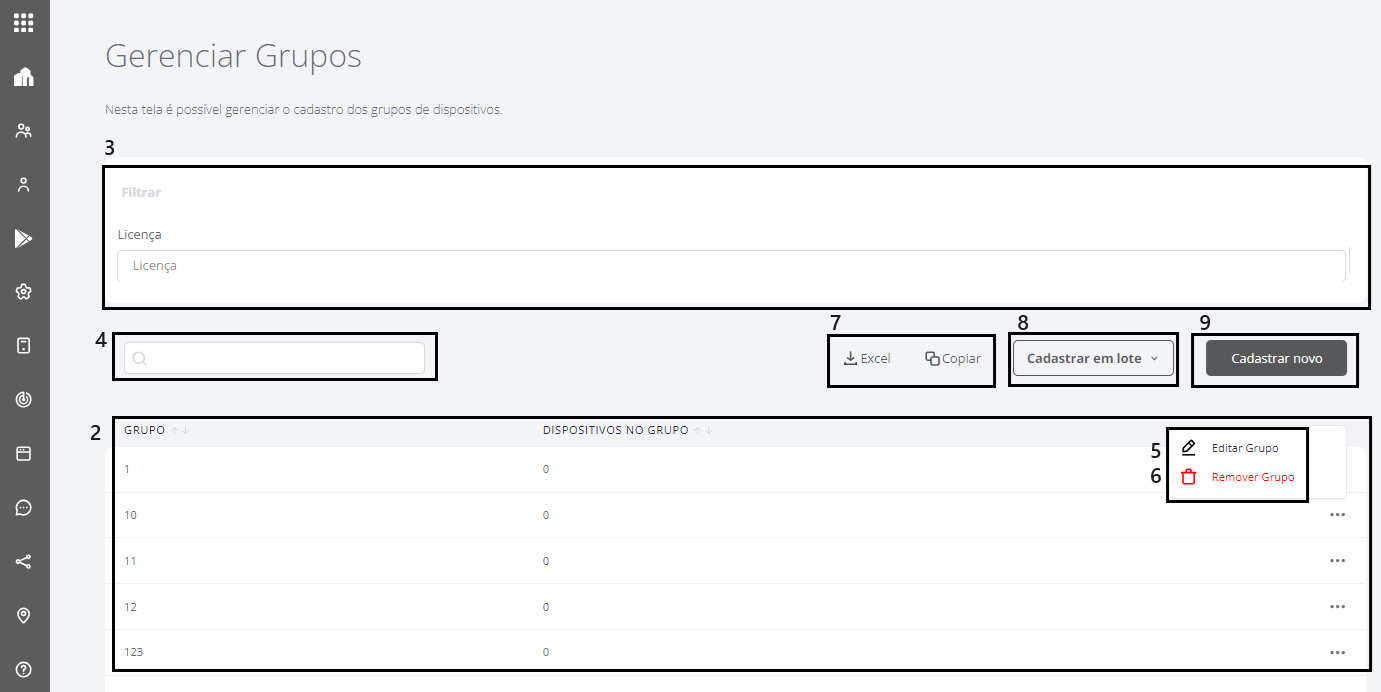 Gerenciar Grupos
Nesta tela é possível gerenciar o cadastro dos grupos de dispositivos.
3
Filtrar
Licença
Licença
4
7
8
9
Excel
Copiar
Cadastrar em lote
Cadastrar novo
2
GRUPO
DISPOSITIVOS NO GRUPO
5
Editar Grupo
6
Remover Grupo
1
0
10
0
11
0
12
0
123
0